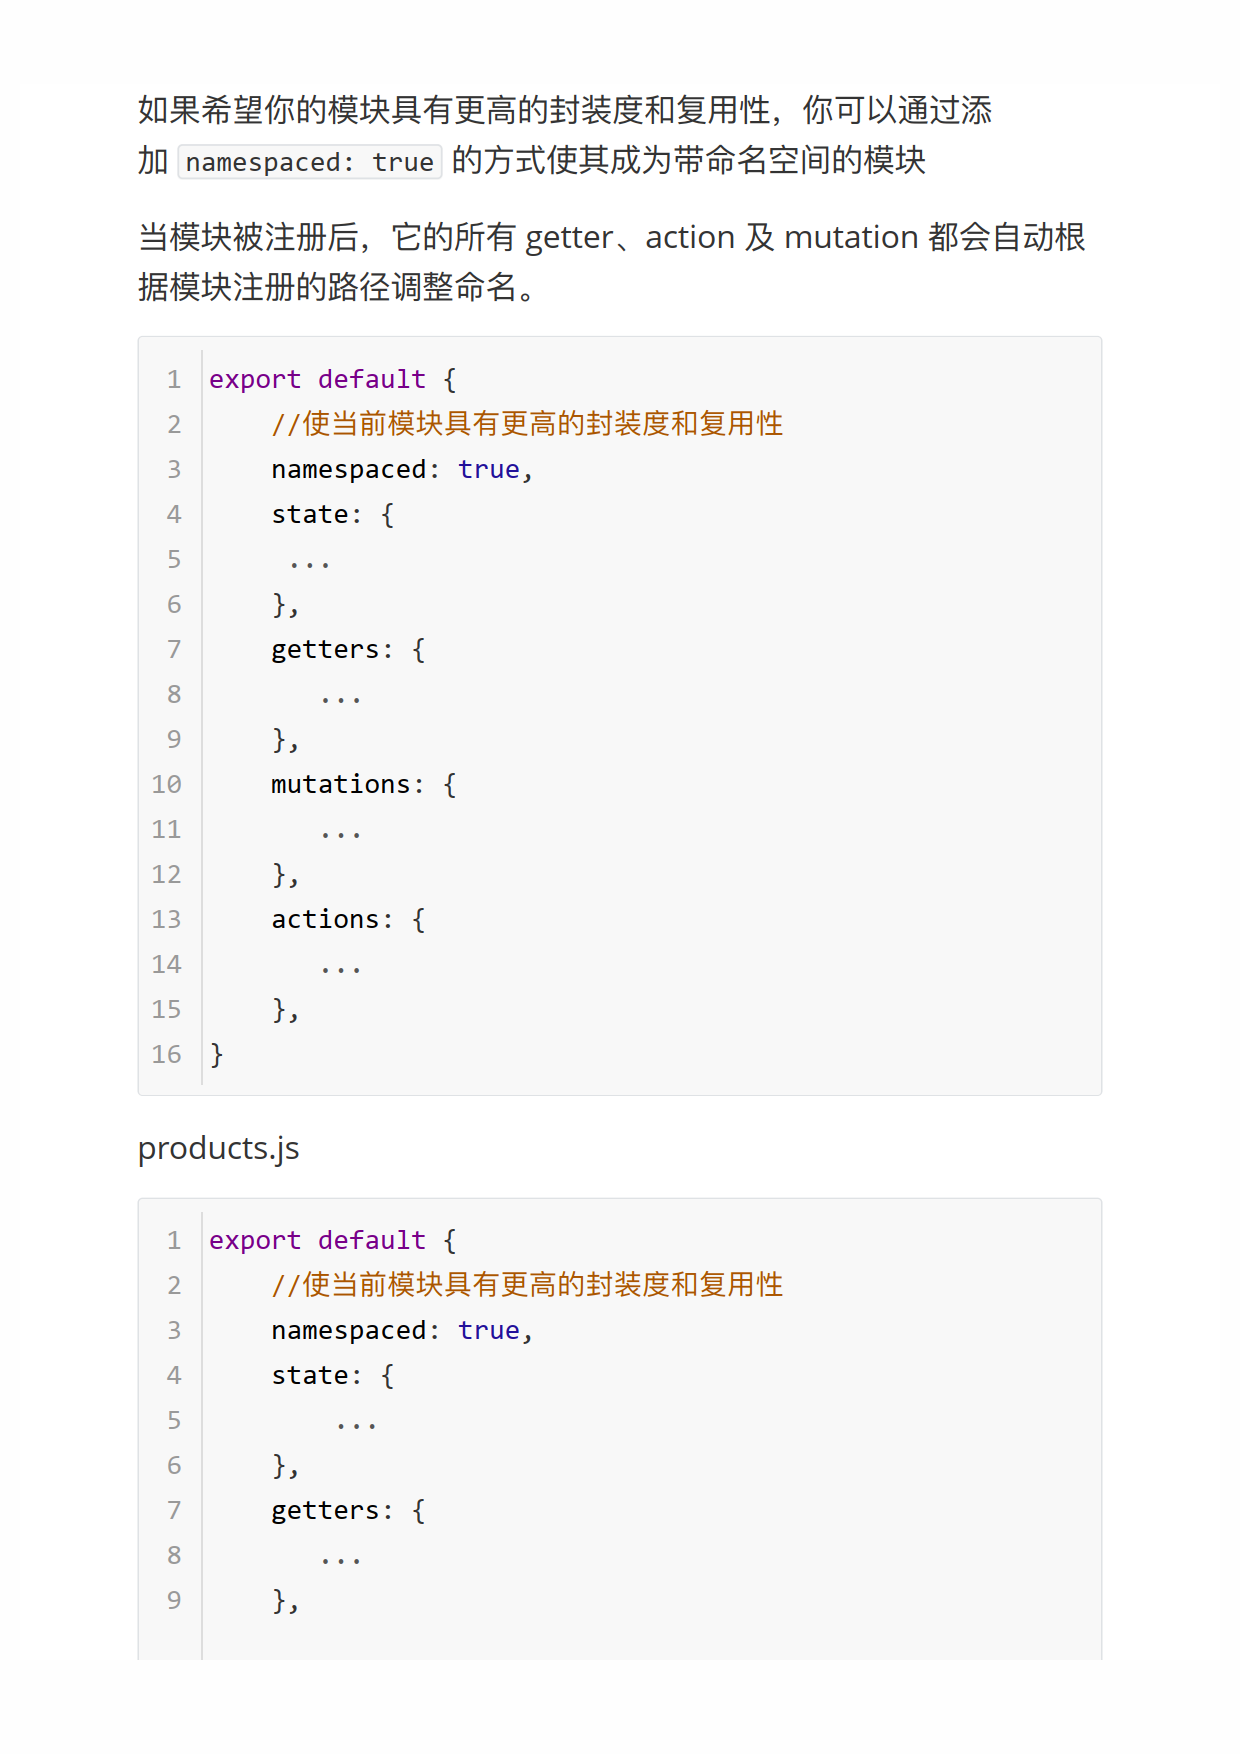 如果希望你的模块具有更高的封装度和复用性，你可以通过添
加 namespaced: true 的方式使其成为带命名空间的模块
当模块被注册后，它的所有 getter、action 及 mutation 都会自动根
据模块注册的路径调整命名。
1 export default {
2     //使当前模块具有更高的封装度和复用性
3     namespaced: true,
4     state: {
5      ...
6     },
7     getters: {
8        ...
9     },
10     mutations: {
11        ...
12     },
13     actions: {
14        ...
15     },
16 }
products.js
1 export default {
2     //使当前模块具有更高的封装度和复用性
3     namespaced: true,
4     state: {
5         ...
6     },
7     getters: {
8        ...
9     },